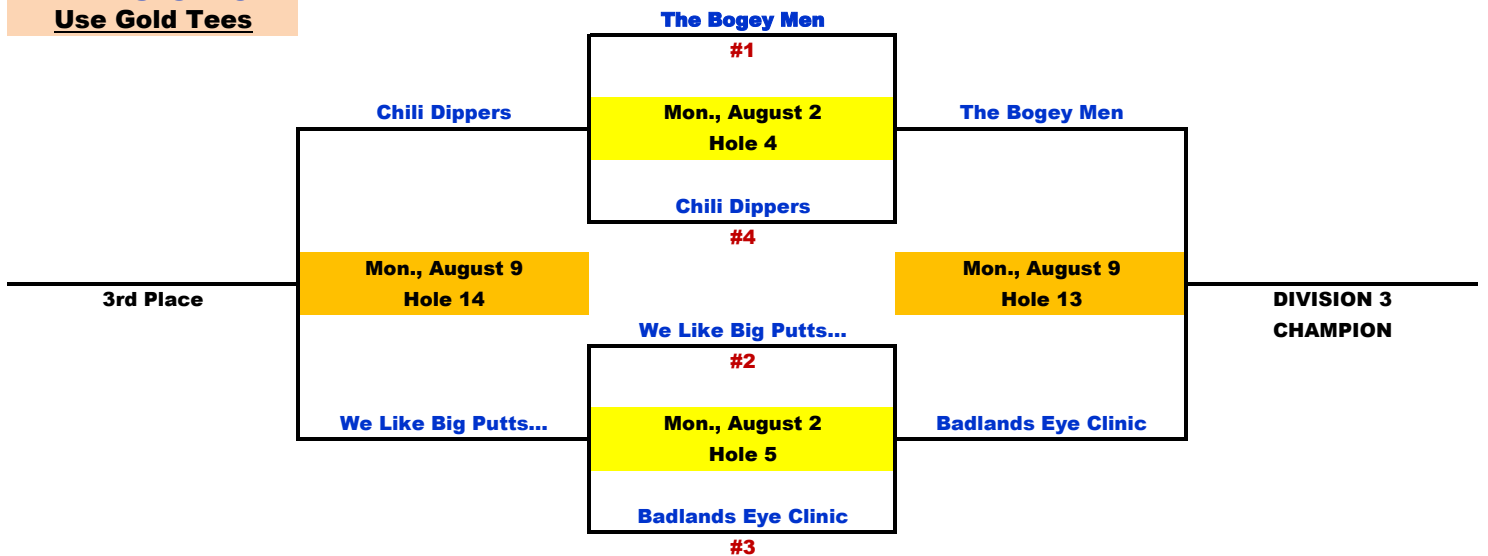 Use Gold Tees
The Bogey Men
#1
Chili Dippers
Mon., August 2
The Bogey Men
Hole 4
Chili Dippers
#4
Mon., August 9
Mon., August 9
3rd Place
Hole 14
Hole 13
DIVISION 3
We Like Big Putts...
CHAMPION
#2
We Like Big Putts...
Mon., August 2
Badlands Eye Clinic
Hole 5
Badlands Eye Clinic
#3